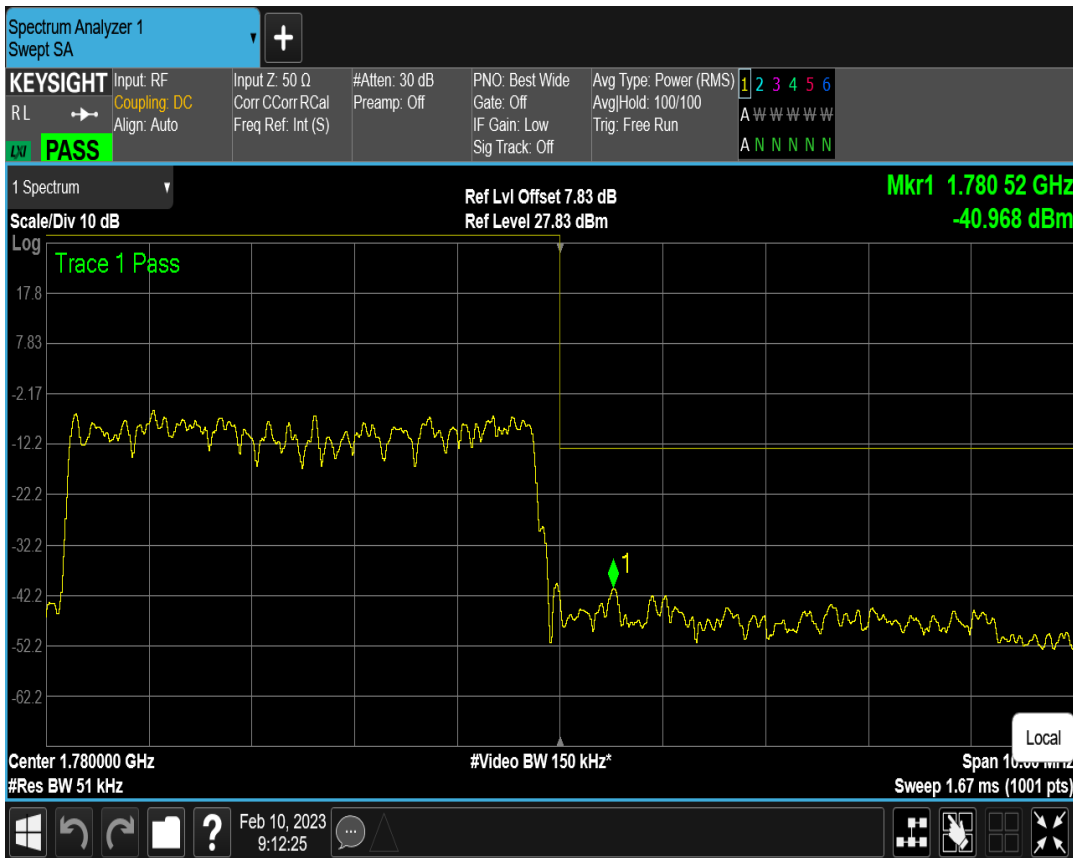 Spectrum Analyzer 1
Swept SA
+
KEYSIGHT
RL
LXI PASS
Input: RF
Coupling: DC
Align: Auto
Input Z: 50 Ω
Corr CCorr RCal
Freq Ref: Int (S)
#Atten: 30 dB
Preamp: Off
PNO: Best Wide
Gate: Off
IF Gain: Low
Sig Track: Off
Avg Type: Power (RMS)
Avg|Hold: 100/100
Trig: Free Run
1 2 3 4 5 6
A W W W W W
A N N N N N
1 Spectrum
Scale/Div 10 dB
Ref Lvl Offset 7.83 dB
Ref Level 27.83 dBm
Mkr1 1.780 52 GHz
-40.968 dBm
Log
Trace 1 Pass
17.8
7.83
-2.17
-12.2
-22.2
-32.2
1
-42.2
-52.2
-62.2
Local
Center 1.780000 GHz
#Res BW 51 kHz
#Video BW 150 kHz*
Span 10.00 MHz
Sweep 1.67 ms (1001 pts)
?
Feb 10, 2023
9:12:25